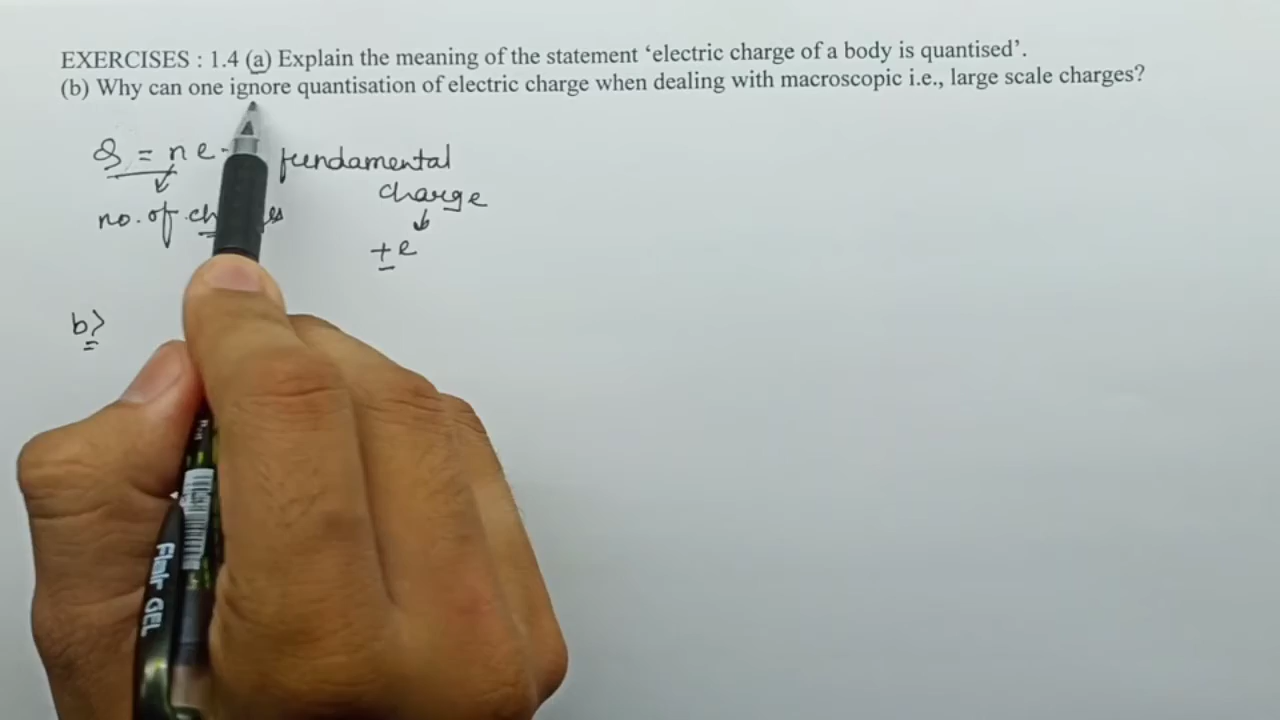 EXERCISES : 1.4 (a) Explain the meaning of the statement ‘electric charge of a body is quantised’.
(b) Why can one ignore quantisation of electric charge when dealing with macroscopic i.e., large scale charges?
Q = ne
fundamental
charge
no. of
+e
b>
Flair GEL